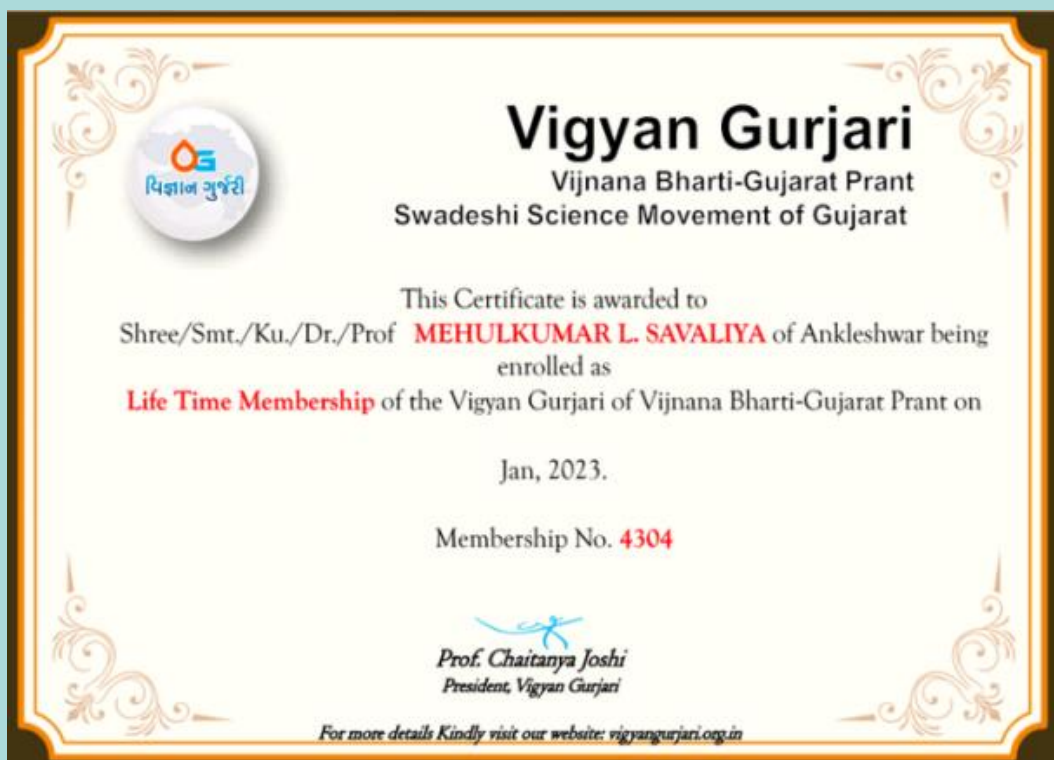 વિજ્ઞાન ગુર્જરી
Vigyan Gurjari
Vijnana Bharti-Gujarat Prant
Swadeshi Science Movement of Gujarat
This Certificate is awarded to
Shree/Smt./Ku./Dr./Prof MEHULKUMAR L. SAVALIYA of Ankleshwar being
enrolled as
Life Time Membership of the Vigyan Gurjari of Vijnana Bharti-Gujarat Prant on
Jan, 2023.
Membership No. 4304
Prof. Chaitanya Joshi
President, Vigyan Gurjari
For more details Kindly visit our website: vigyangurjari.org.in